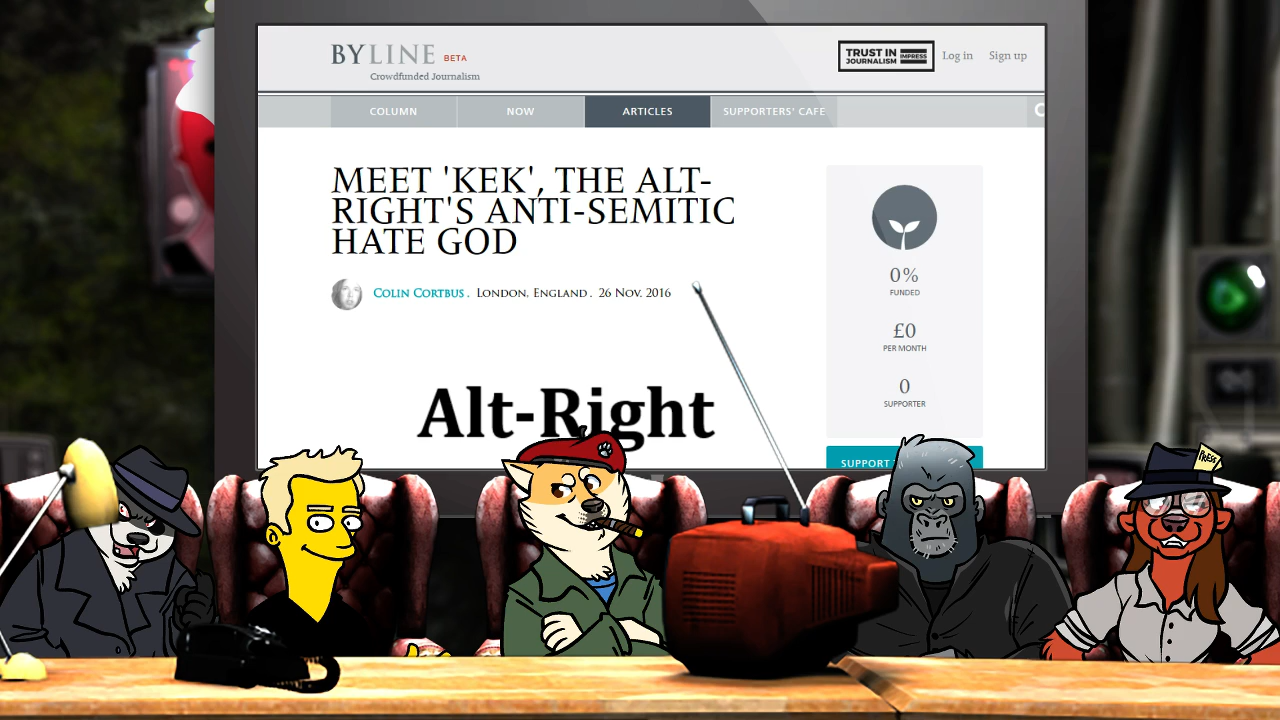 BYLINE BETA
Crowdfunded Journalism
TRUST IN
JOURNALISM
IMPRESS
Log in
Sign up
COLUMN
NOW
ARTICLES
SUPPORTERS' CAFE
MEET 'KEK', THE ALT-
RIGHT'S ANTI-SEMITIC
HATE GOD
COLIN CORTBUS. LONDON, ENGLAND. 26 NOV. 2016
0%
FUNDED
£0
PER MONTH
0
SUPPORTER
Alt-Right
SUPPORT
PRESS